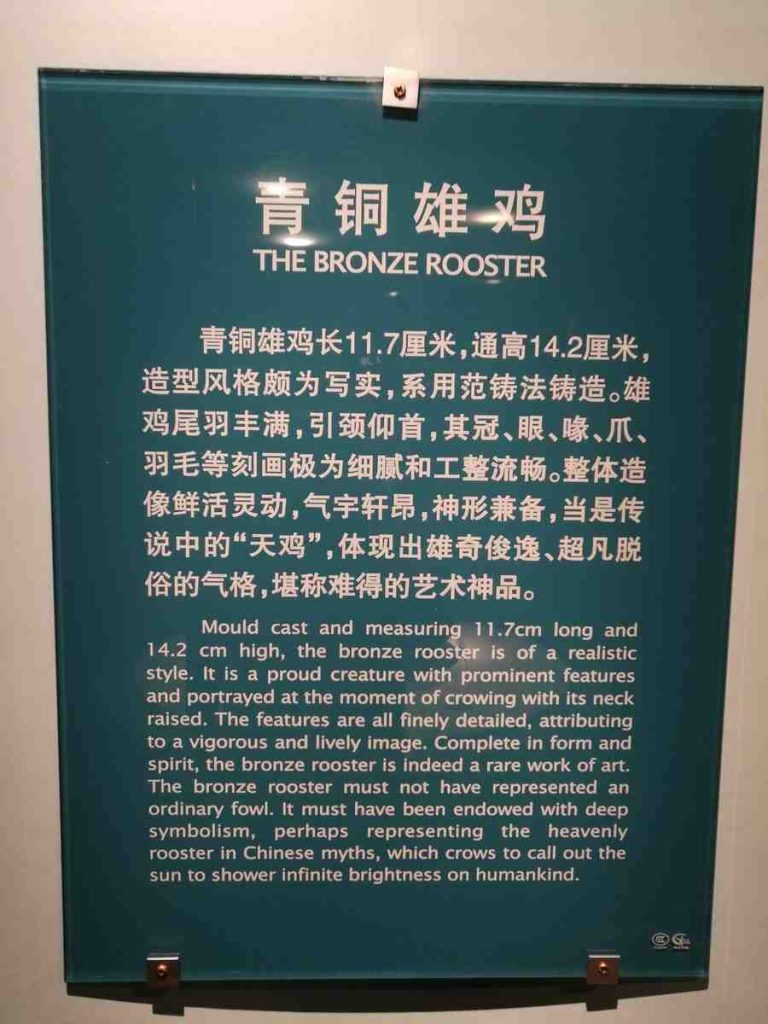 青铜雄鸡
THE BRONZE ROOSTER
青铜雄鸡长11.7厘米，通高14.2厘米，
造型风格颇为写实，系用范铸法铸造。雄
鸡尾羽丰满，引颈仰首，其冠、眼、喙、爪、
羽毛等刻画极为细腻和工整流畅。整体造
像鲜活灵动，气宇轩昂，神形兼备，当是传
说中的“天鸡”，体现出雄奇俊逸、超凡脱
俗的气格，堪称难得的艺术神品。
Mould cast and measuring 11.7cm long and
14.2 cm high, the bronze rooster is of a realistic
style. It is a proud creature with prominent features
and portrayed at the moment of crowing with its neck
raised. The features are all finely detailed, attributing
to a vigorous and lively image. Complete in form and
spirit, the bronze rooster is indeed a rare work of art.
The bronze rooster must not have represented an
ordinary fowl. It must have been endowed with deep
symbolism, perhaps representing the heavenly
rooster in Chinese myths, which crows to call out the
sun to shower infinite brightness on humankind.